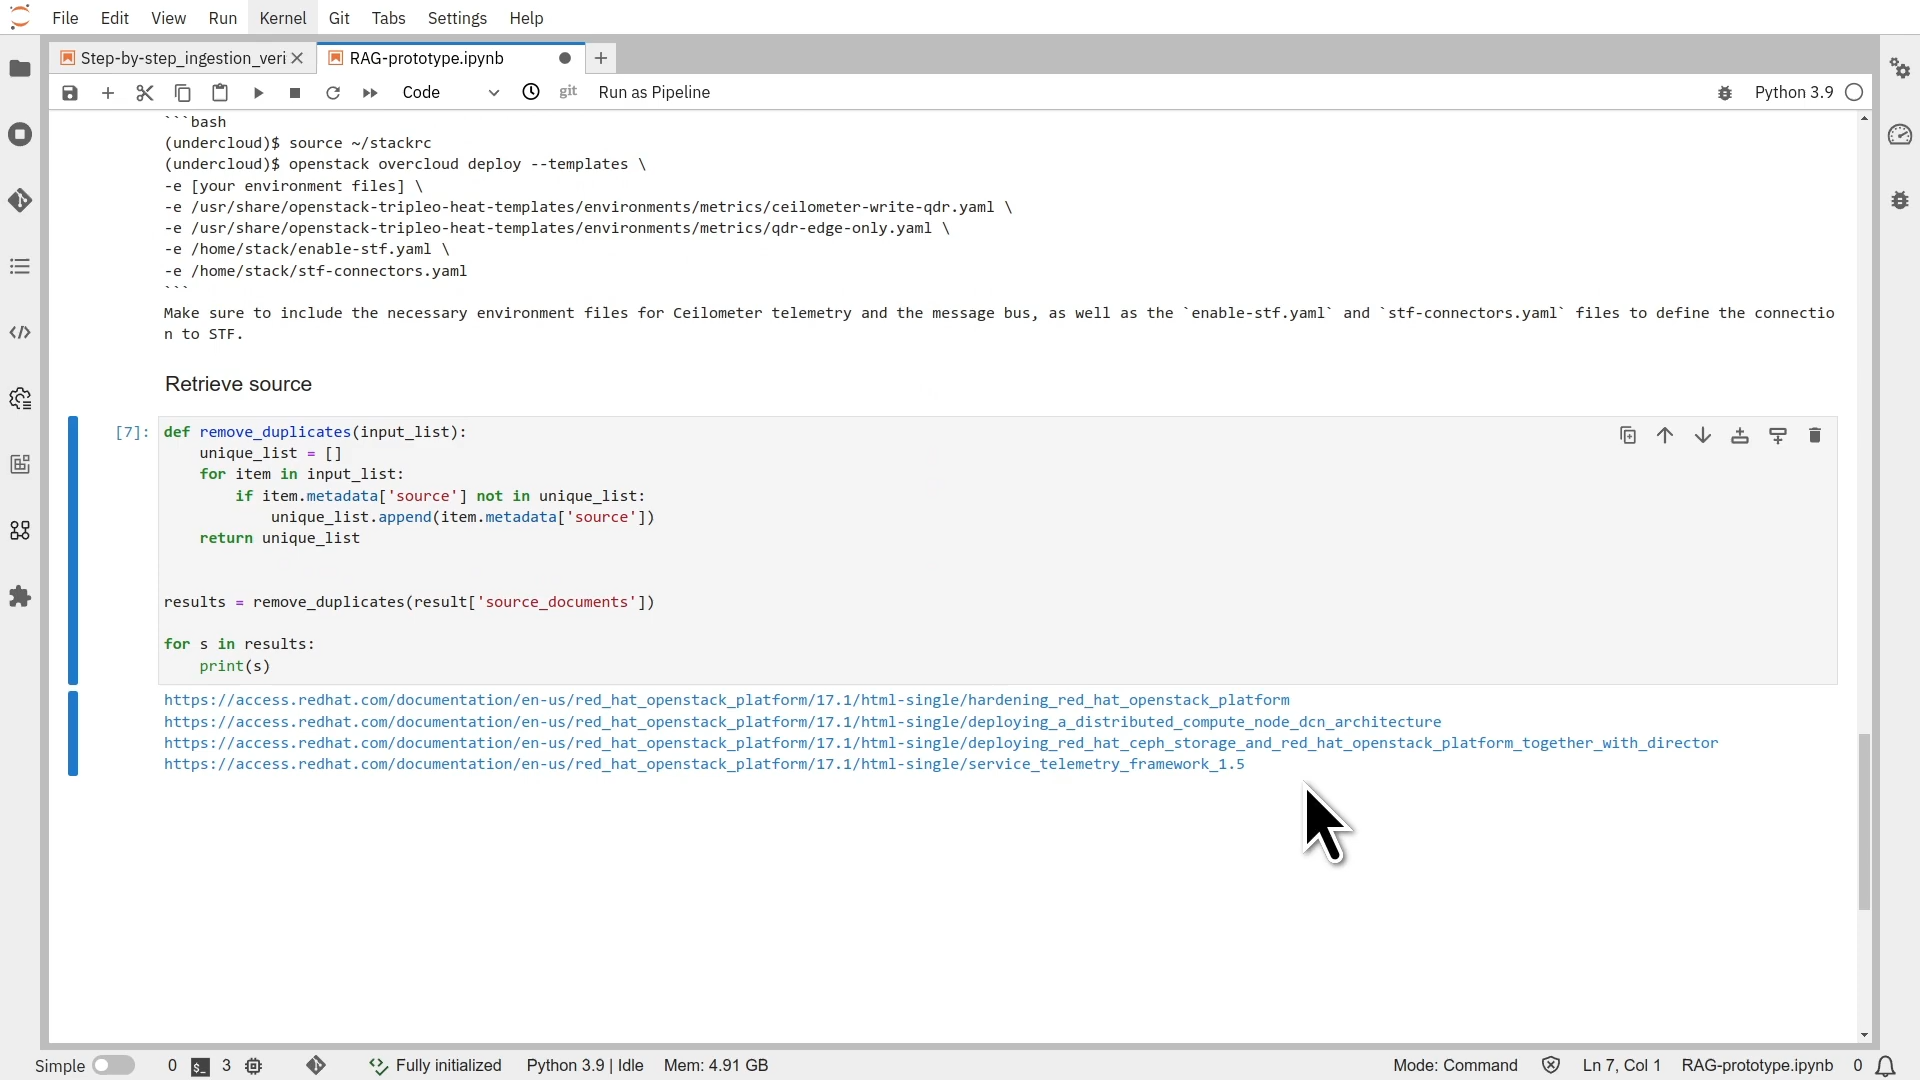 File Edit View Run Kernel Git Tabs Settings Help
Step-by-step_ingestion_veri RAG-prototype.ipynb
Code git Run as Pipeline Python 3.9
```bash
(undercloud)$ source ~/stackrc
(undercloud)$ openstack overcloud deploy --templates \
-e [your environment files] \
-e /usr/share/openstack-tripleo-heat-templates/environments/metrics/ceilometer-write-qdr.yaml \
-e /usr/share/openstack-tripleo-heat-templates/environments/metrics/qdr-edge-only.yaml \
-e /home/stack/enable-stf.yaml \
-e /home/stack/stf-connectors.yaml
```
Make sure to include the necessary environment files for Ceilometer telemetry and the message bus, as well as the `enable-stf.yaml` and `stf-connectors.yaml` files to define the connectio
n to STF.
Retrieve source
[7]: def remove_duplicates(input_list):
unique_list = []
for item in input_list:
if item.metadata['source'] not in unique_list:
unique_list.append(item.metadata['source'])
return unique_list
results = remove_duplicates(result['source_documents'])
for s in results:
print(s)
https://access.redhat.com/documentation/en-us/red_hat_openstack_platform/17.1/html-single/hardening_red_hat_openstack_platform
https://access.redhat.com/documentation/en-us/red_hat_openstack_platform/17.1/html-single/deploying_a_distributed_compute_node_dcn_architecture
https://access.redhat.com/documentation/en-us/red_hat_openstack_platform/17.1/html-single/deploying_red_hat_ceph_storage_and_red_hat_openstack_platform_together_with_director
https://access.redhat.com/documentation/en-us/red_hat_openstack_platform/17.1/html-single/service_telemetry_framework_1.5
Simple 0 $_ 3 Fully initialized Python 3.9 | Idle Mem: 4.91 GB Mode: Command Ln 7, Col 1 RAG-prototype.ipynb 0